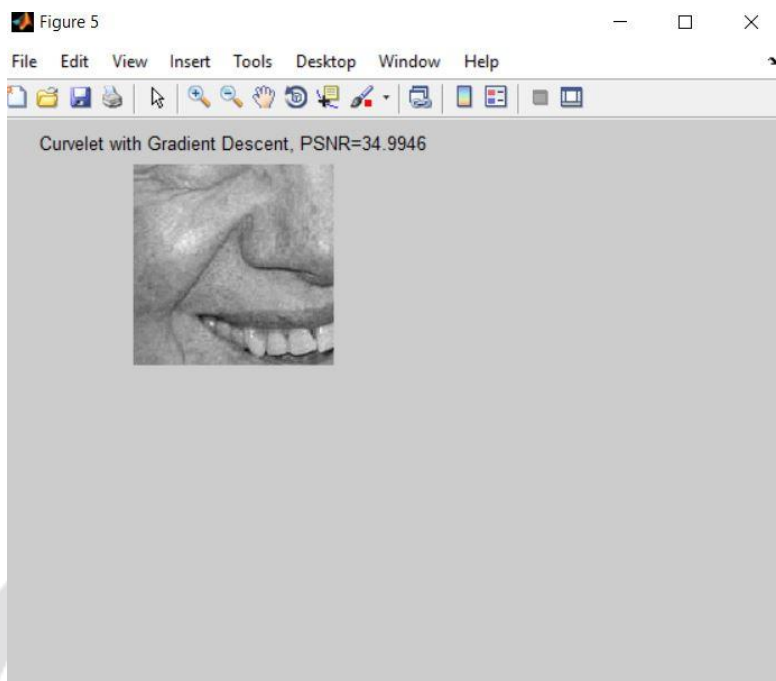 Figure 5
File Edit View Insert Tools Desktop Window Help
Curvelet with Gradient Descent, PSNR=34.9946